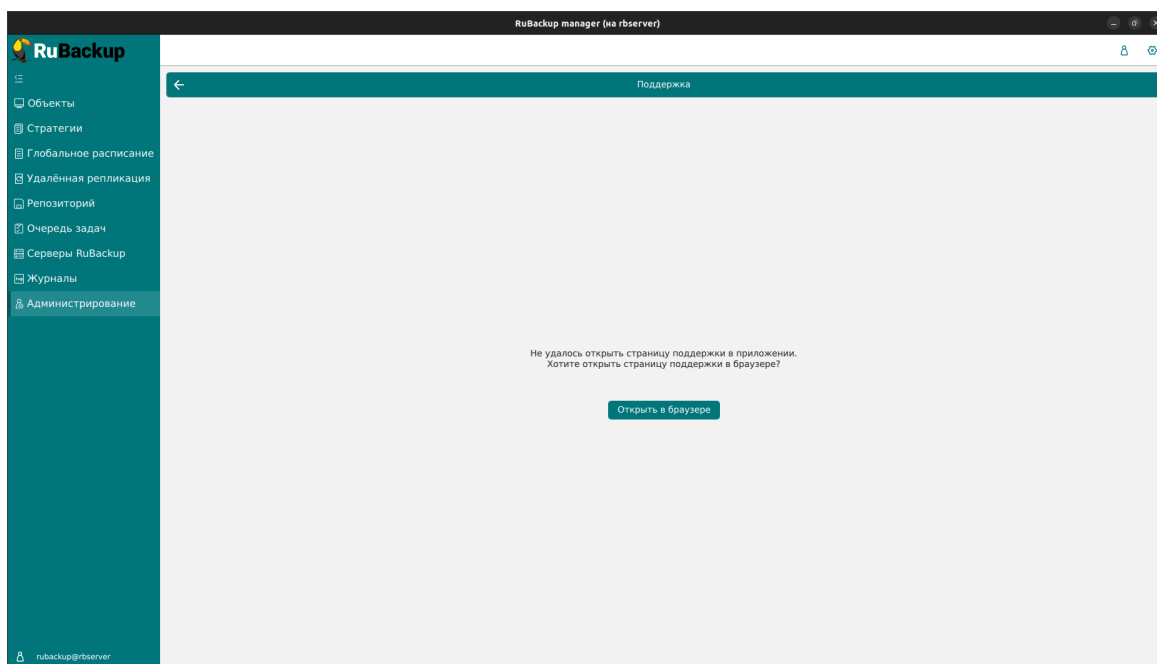 RuBackup manager (на rbserver)
RuBackup
Поддержка
Объекты
Стратегии
Глобальное расписание
Удалённая репликация
Репозиторий
Очередь задач
Серверы RuBackup
Журналы
Администрирование
Не удалось открыть страницу поддержки в приложении.
Хотите открыть страницу поддержки в браузере?
Открыть в браузере
rubackup@rbserver